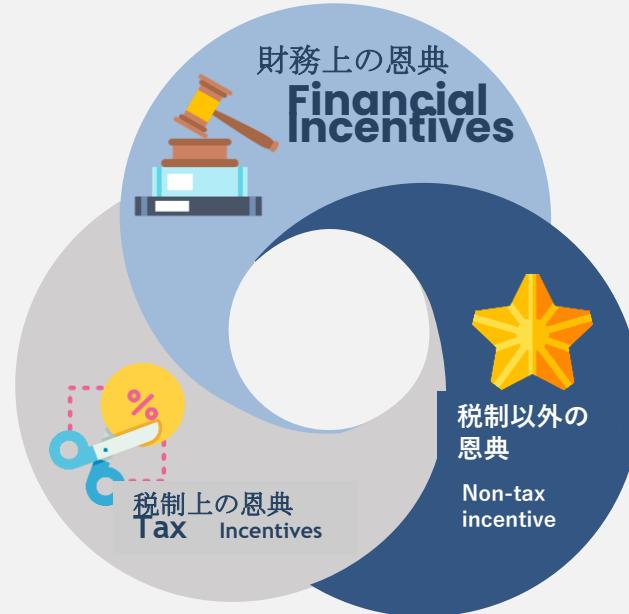 財務上の恩典
Financial
Incentives
税制以外の
恩典
Non-tax
incentive
税制上の恩典
Tax Incentives
%